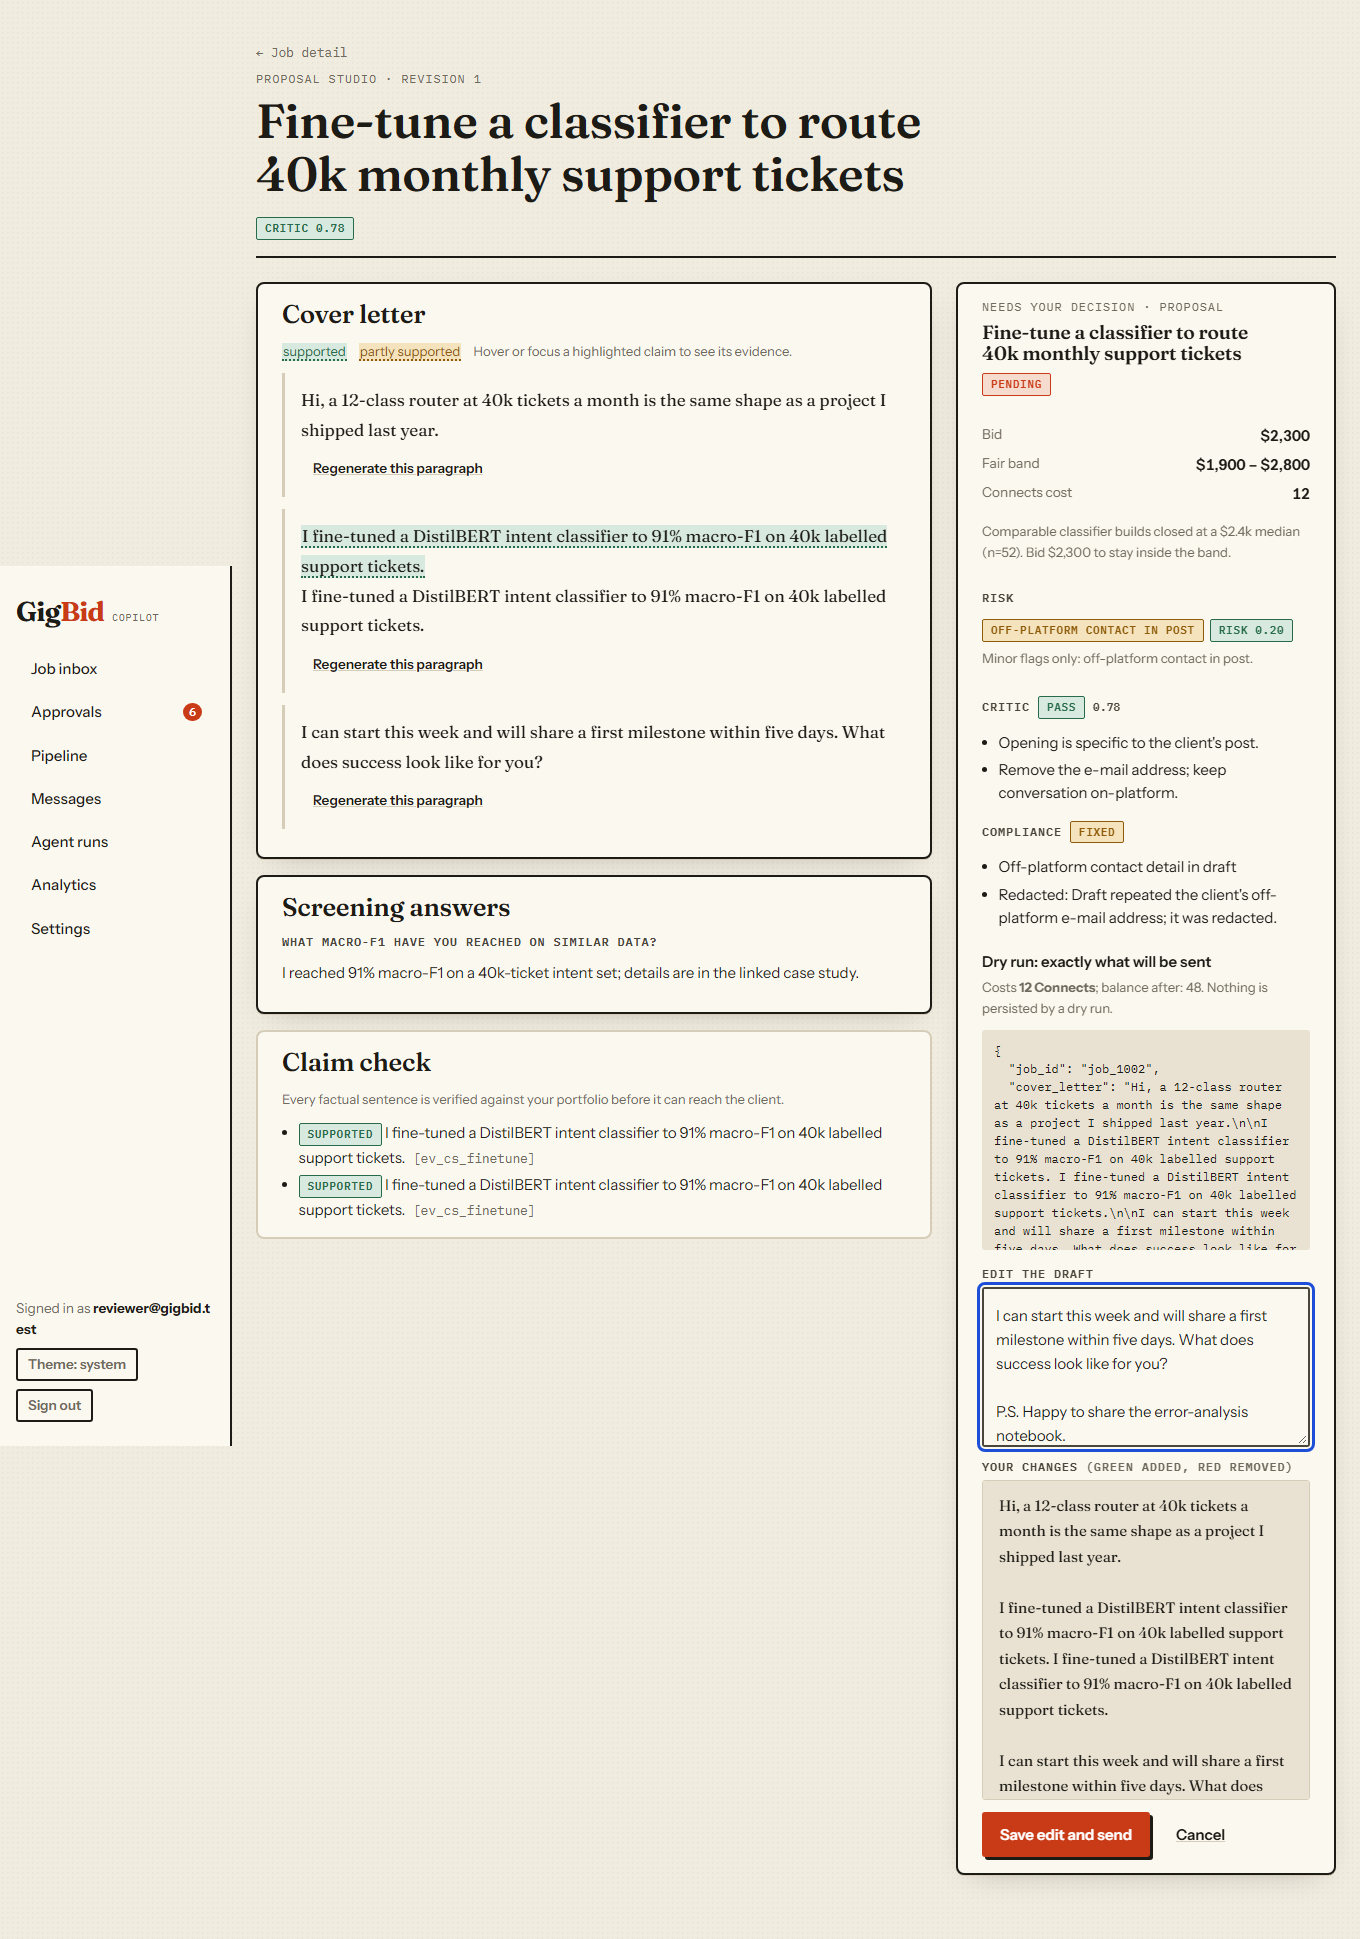 ← Job detail
PROPOSAL STUDIO · REVISION 1
Fine-tune a classifier to route
40k monthly support tickets
CRITIC 0.78
GigBid COPILOT
Job inbox
Approvals 6
Pipeline
Messages
Agent runs
Analytics
Settings
Signed in as reviewer@gigbid.t
est
Theme: system
Sign out
Cover letter
supported partly supported Hover or focus a highlighted claim to see its evidence.
Hi, a 12-class router at 40k tickets a month is the same shape as a project I
shipped last year.
Regenerate this paragraph
I fine-tuned a DistilBERT intent classifier to 91% macro-F1 on 40k labelled
support tickets.
I fine-tuned a DistilBERT intent classifier to 91% macro-F1 on 40k labelled
support tickets.
Regenerate this paragraph
I can start this week and will share a first milestone within five days. What
does success look like for you?
Regenerate this paragraph
Screening answers
WHAT MACRO-F1 HAVE YOU REACHED ON SIMILAR DATA?
I reached 91% macro-F1 on a 40k-ticket intent set; details are in the linked case study.
Claim check
Every factual sentence is verified against your portfolio before it can reach the client.
SUPPORTED I fine-tuned a DistilBERT intent classifier to 91% macro-F1 on 40k labelled
support tickets. [ev_cs_finetune]
SUPPORTED I fine-tuned a DistilBERT intent classifier to 91% macro-F1 on 40k labelled
support tickets. [ev_cs_finetune]
NEEDS YOUR DECISION · PROPOSAL
Fine-tune a classifier to route
40k monthly support tickets
PENDING
Bid $2,300
Fair band $1,900 – $2,800
Connects cost 12
Comparable classifier builds closed at a $2.4k median
(n=52). Bid $2,300 to stay inside the band.
RISK
OFF-PLATFORM CONTACT IN POST RISK 0.20
Minor flags only: off-platform contact in post.
CRITIC PASS 0.78
Opening is specific to the client's post.
Remove the e-mail address; keep
conversation on-platform.
COMPLIANCE FIXED
Off-platform contact detail in draft
Redacted: Draft repeated the client's off-
platform e-mail address; it was redacted.
Dry run: exactly what will be sent
Costs 12 Connects; balance after: 48. Nothing is
persisted by a dry run.
{
"job_id": "job_1002",
"cover_letter": "Hi, a 12-class router
at 40k tickets a month is the same shape
as a project I shipped last year.\n\nI
fine-tuned a DistilBERT intent classifier
to 91% macro-F1 on 40k labelled support
tickets. I fine-tuned a DistilBERT intent
classifier to 91% macro-F1 on 40k labelled
support tickets.\n\nI can start this week
and will share a first milestone within
five days. What does success look like for
EDIT THE DRAFT
I can start this week and will share a first
milestone within five days. What does
success look like for you?
P.S. Happy to share the error-analysis
notebook.
YOUR CHANGES (GREEN ADDED, RED REMOVED)
Hi, a 12-class router at 40k tickets a
month is the same shape as a project I
shipped last year.
I fine-tuned a DistilBERT intent classifier
to 91% macro-F1 on 40k labelled support
tickets. I fine-tuned a DistilBERT intent
classifier to 91% macro-F1 on 40k labelled
support tickets.
I can start this week and will share a first
milestone within five days. What does
Save edit and send
Cancel